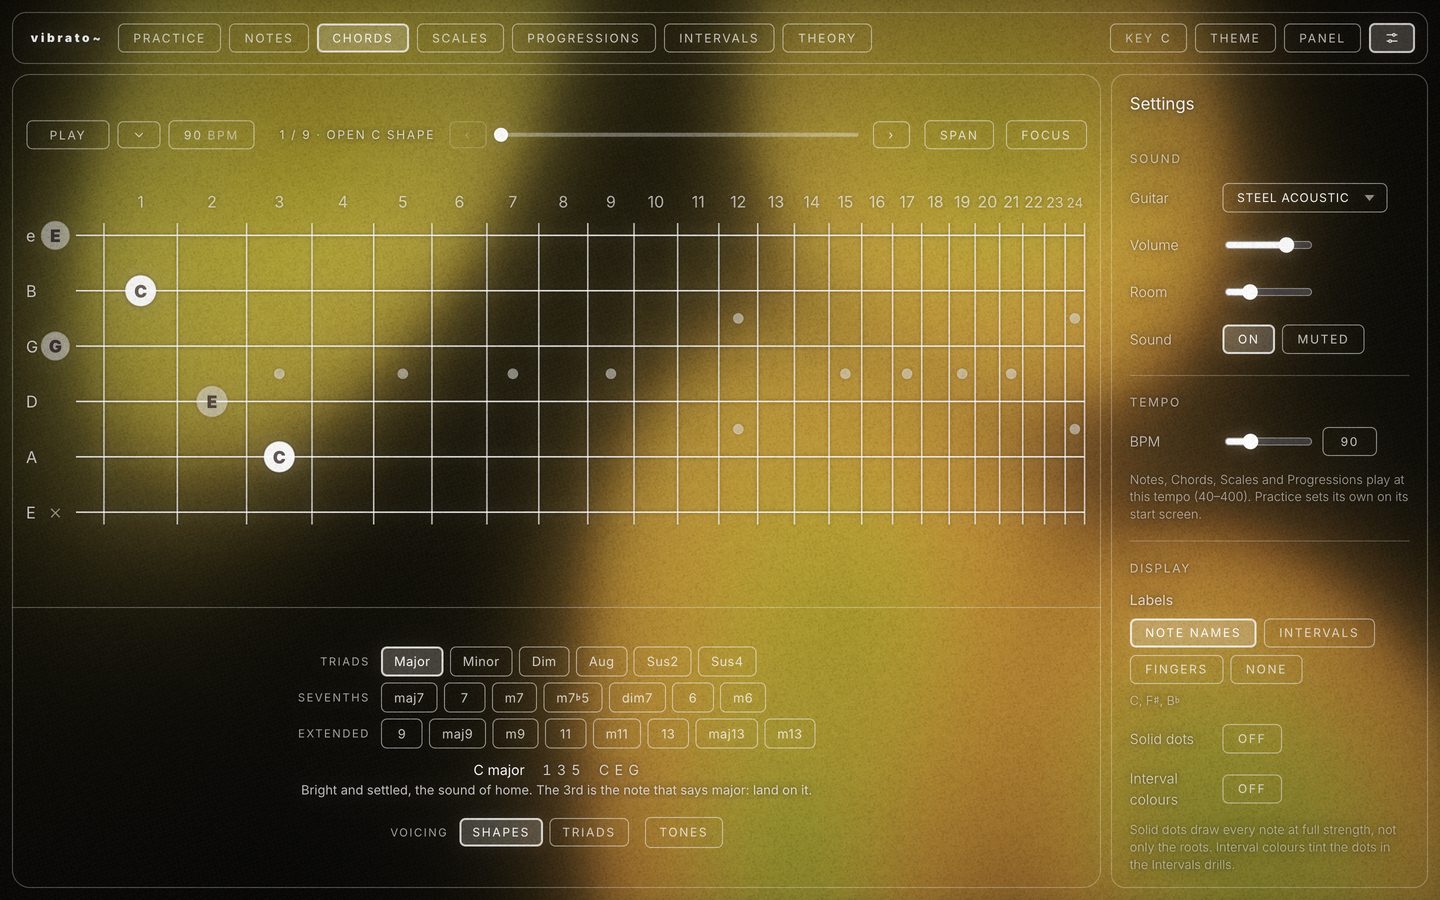 vibrato~ PRACTICE NOTES CHORDS SCALES PROGRESSIONS INTERVALS THEORY KEY C THEME PANEL
PLAY 90 BPM 1 / 9 · OPEN C SHAPE ‹ › SPAN FOCUS
1 2 3 4 5 6 7 8 9 10 11 12 13 14 15 16 17 18 19 20 21 22 23 24
e E
B C
G G
D E
A C
E ×
TRIADS Major Minor Dim Aug Sus2 Sus4
SEVENTHS maj7 7 m7 m7♭5 dim7 6 m6
EXTENDED 9 maj9 m9 11 m11 13 maj13 m13
C major 1 3 5 C E G
Bright and settled, the sound of home. The 3rd is the note that says major: land on it.
VOICING SHAPES TRIADS TONES
Settings
SOUND
Guitar STEEL ACOUSTIC
Volume
Room
Sound ON MUTED
TEMPO
BPM 90
Notes, Chords, Scales and Progressions play at
this tempo (40–400). Practice sets its own on its
start screen.
DISPLAY
Labels
NOTE NAMES INTERVALS
FINGERS NONE
C, F♯, B♭
Solid dots OFF
Interval
colours OFF
Solid dots draw every note at full strength, not
only the roots. Interval colours tint the dots in
the Intervals drills.